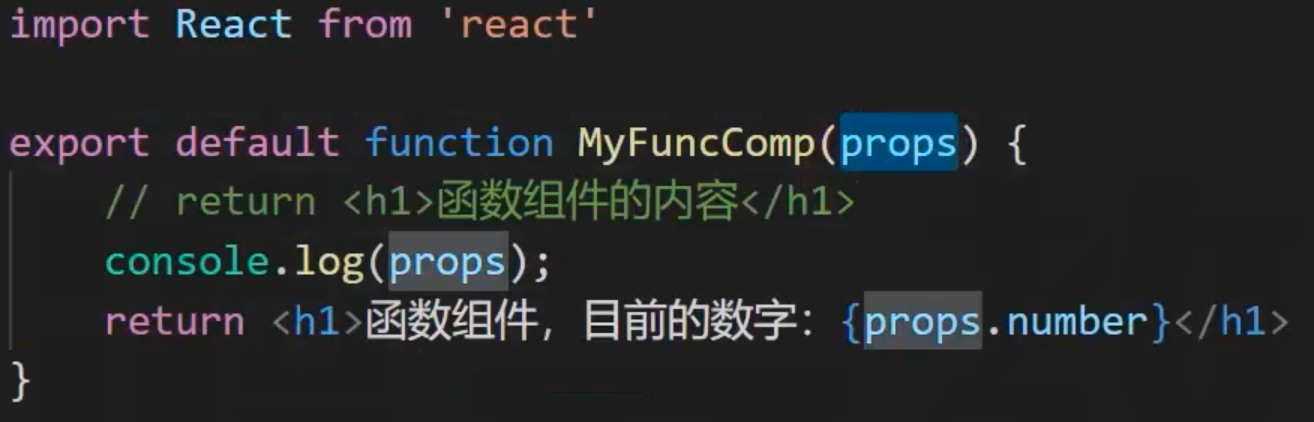 import React from 'react'
export default function MyFuncComp(props) {
// return <h1>函数组件的内容</h1>
console.log(props);
return <h1>函数组件，目前的数字：{props.number}</h1>
}